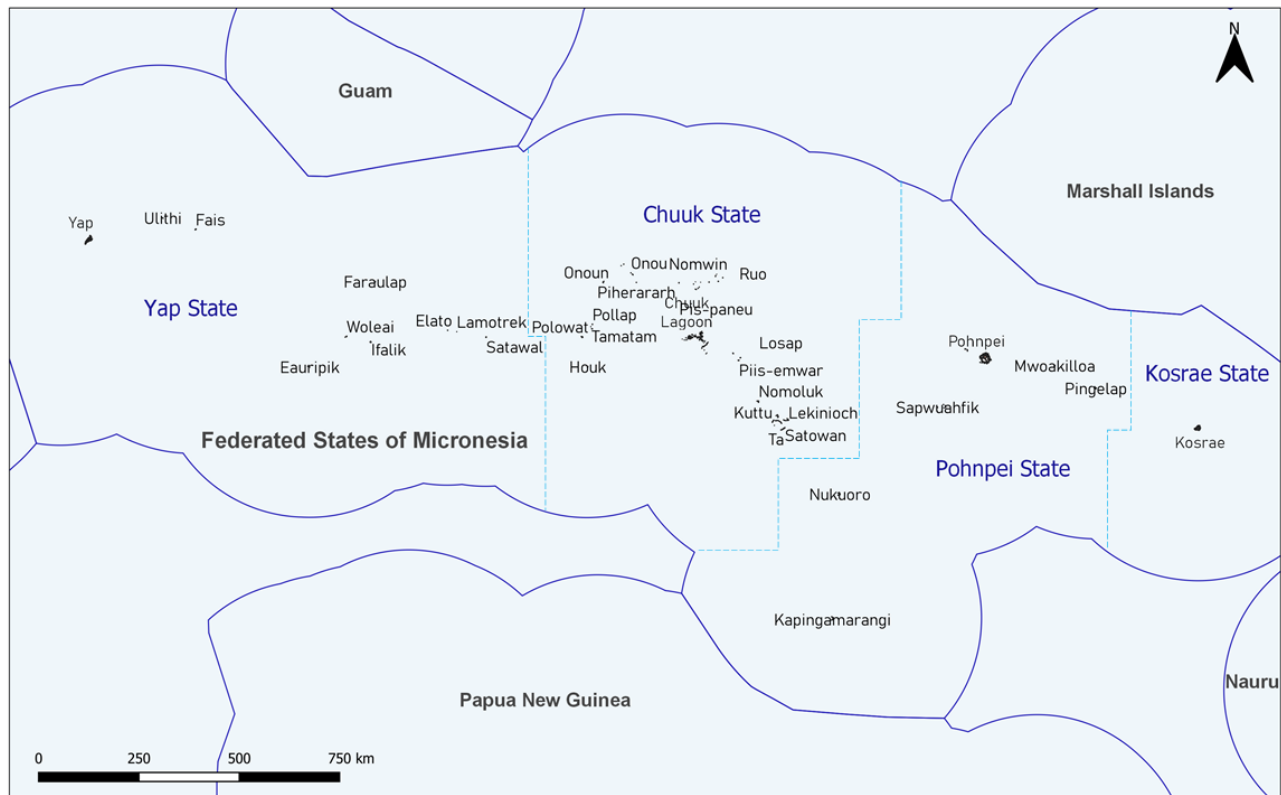 N
Guam
Marshall Islands
Chuuk State
Yap
Ulithi
Fais
Onoun
Onou
Nomwin
Ruo
Faraulap
Piherararh
Chuuk
Lagoon
Pis-paneu
Yap State
Pollap
Woleai
Elato
Lamotrek
Polowat
Tamatam
Ifalik
Satawal
Losap
Pohnpei
Eauripik
Houk
Piis-emwar
Mwoakilloa
Kosrae State
Nomoluk
Pingelap
Kuttu
Lekinioch
Sapwuahfik
Ta
Satowan
Federated States of Micronesia
Kosrae
Pohnpei State
Nukuoro
Kapingamarangi
Nauru
Papua New Guinea
0 250 500 750 km